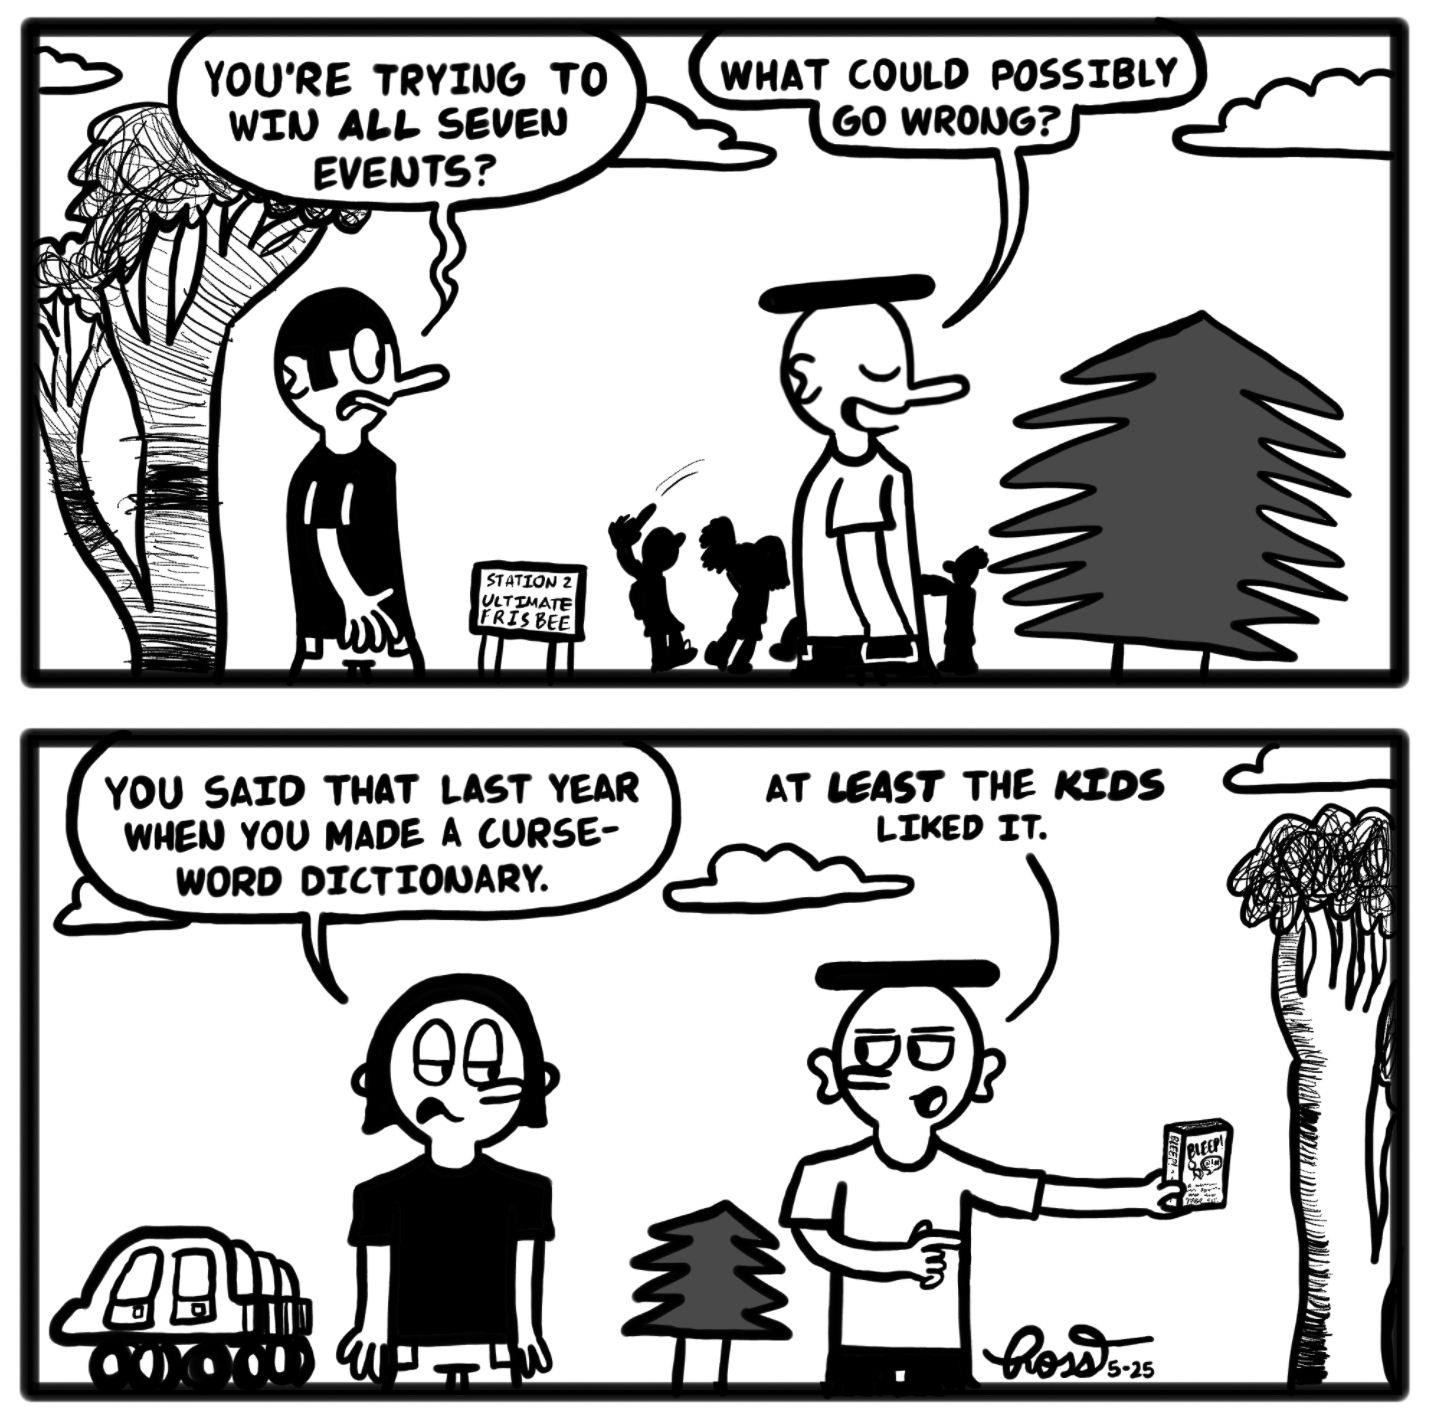 YOU'RE TRYING TO
WIN ALL SEVEN
EVENTS?
WHAT COULD POSSIBLY
GO WRONG?
STATION 2
ULTIMATE
FRISBEE
YOU SAID THAT LAST YEAR
WHEN YOU MADE A CURSE-
WORD DICTIONARY.
AT LEAST THE KIDS
LIKED IT.
BLEEP!
BLEEP!
Ross 5-25